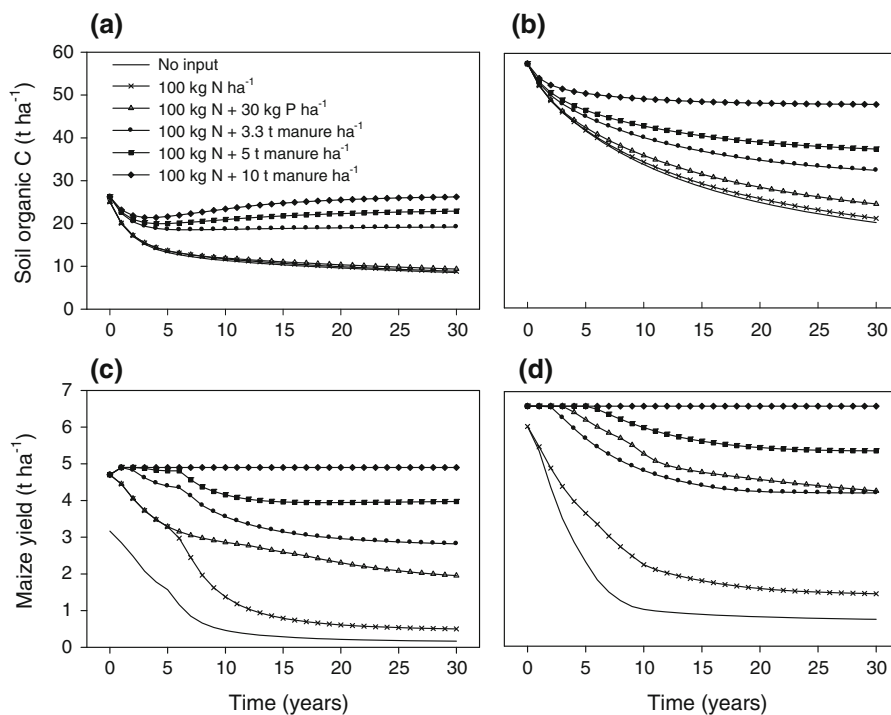 (a)
(b)
60
50
40
30
20
10
0
Soil organic C (t ha⁻¹)
No input
100 kg N ha⁻¹
100 kg N + 30 kg P ha⁻¹
100 kg N + 3.3 t manure ha⁻¹
100 kg N + 5 t manure ha⁻¹
100 kg N + 10 t manure ha⁻¹
0 5 10 15 20 25 30
0 5 10 15 20 25 30
(c)
(d)
7
6
5
4
3
2
1
0
Maize yield (t ha⁻¹)
0 5 10 15 20 25 30
0 5 10 15 20 25 30
Time (years)
Time (years)